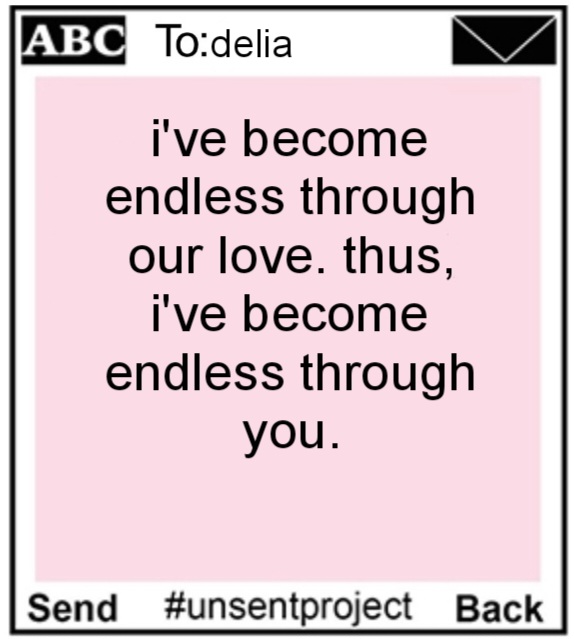 ABC To:delia
i've become
endless through
our love. thus,
i've become
endless through
you.
Send #unsentproject Back